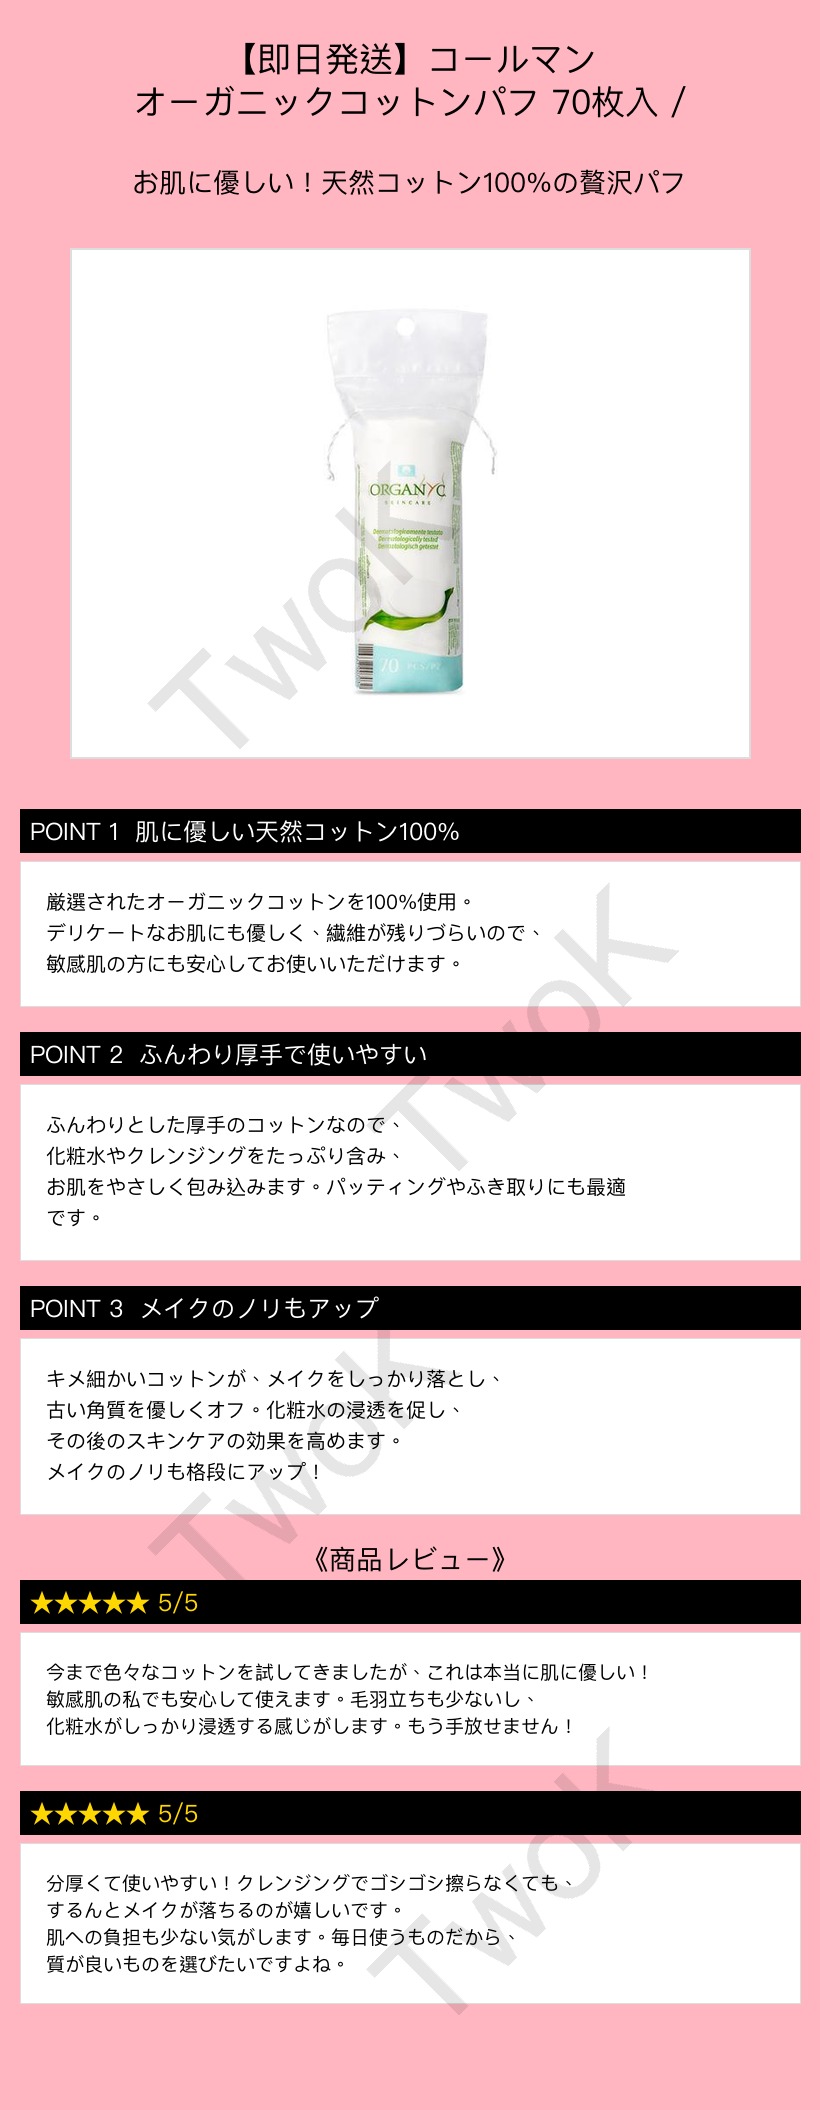 【即日発送】コールマン
オーガニックコットンパフ 70枚入 /
お肌に優しい！天然コットン100%の贅沢パフ
ORGANYC
SKINCARE
Dermatologicamente testato
Dermatologically tested
Dermatologisch getestet
70
TwoK
POINT 1 肌に優しい天然コットン100%
厳選されたオーガニックコットンを100%使用。
デリケートなお肌にも優しく、繊維が残りづらいので、
敏感肌の方にも安心してお使いいただけます。
TwoK
POINT 2 ふんわり厚手で使いやすい
ふんわりとした厚手のコットンなので、
化粧水やクレンジングをたっぷり含み、
お肌をやさしく包み込みます。パッティングやふき取りにも最適
です。
POINT 3 メイクのノリもアップ
キメ細かいコットンが、メイクをしっかり落とし、
古い角質を優しくオフ。化粧水の浸透を促し、
その後のスキンケアの効果を高めます。
メイクのノリも格段にアップ！
TwoK
《商品レビュー》
★★★★★ 5/5
今まで色々なコットンを試してきましたが、これは本当に肌に優しい！
敏感肌の私でも安心して使えます。毛羽立ちも少ないし、
化粧水がしっかり浸透する感じがします。もう手放せません！
★★★★★ 5/5
分厚くて使いやすい！クレンジングでゴシゴシ擦らなくても、
するんとメイクが落ちるのが嬉しいです。
肌への負担も少ない気がします。毎日使うものだから、
質が良いものを選びたいですよね。
TwoK